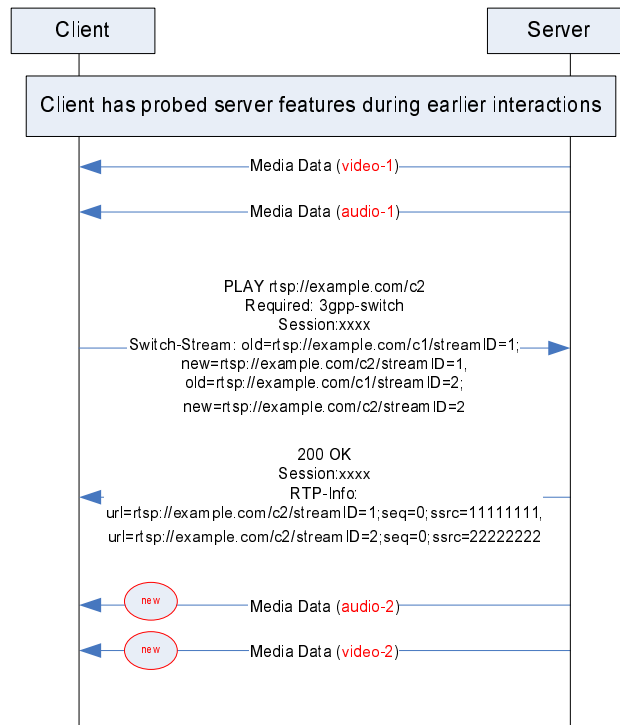 Client
Server
Client has probed server features during earlier interactions
Media Data (video-1)
Media Data (audio-1)
PLAY rtsp://example.com/c2
Required: 3gpp-switch
Session:xxxx
Switch-Stream: old=rtsp://example.com/c1/streamID=1;
new=rtsp://example.com/c2/streamID=1,
old=rtsp://example.com/c1/streamID=2;
new=rtsp://example.com/c2/streamID=2
200 OK
Session:xxxx
RTP-Info:
url=rtsp://example.com/c2/streamID=1;seq=0;ssrc=11111111,
url=rtsp://example.com/c2/streamID=2;seq=0;ssrc=22222222
new
Media Data (audio-2)
new
Media Data (video-2)